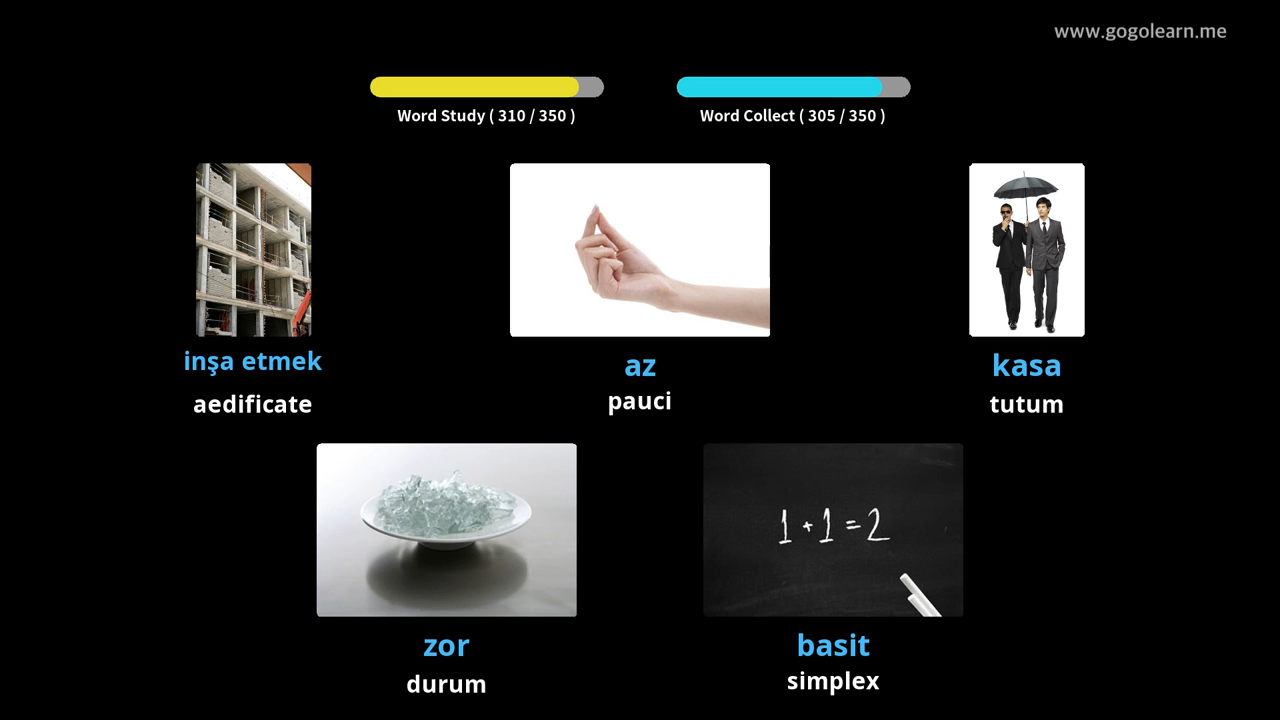 www.gogolearn.me
Word Study ( 310 / 350 )
Word Collect ( 305 / 350 )
inşa etmek
aedificate
az
pauci
kasa
tutum
1 + 1 = 2
zor
durum
basit
simplex